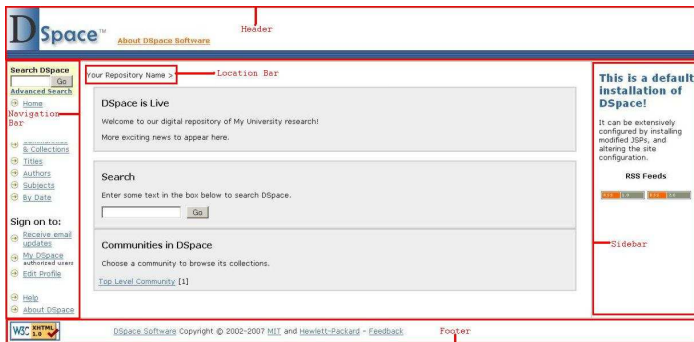 DSpace™
About DSpace Software
Header
Search DSpace
Go
Advanced Search
Home
Navigation
Bar
& Collections
Titles
Authors
Subjects
By Date
Sign on to:
Receive email
updates
My DSpace
authorized users
Edit Profile
Help
About DSpace
Your Repository Name >
Location Bar
DSpace is Live
Welcome to our digital repository of My University research!
More exciting news to appear here.
Search
Enter some text in the box below to search DSpace.
Go
Communities in DSpace
Choose a community to browse its collections.
Top Level Community [1]
This is a default
installation of
DSpace!
It can be extensively
configured by installing
modified JSPs, and
altering the site
configuration.
RSS Feeds
Sidebar
W3C XHTML 1.0
DSpace Software Copyright © 2002-2007 MIT and Hewlett-Packard - Feedback
Footer